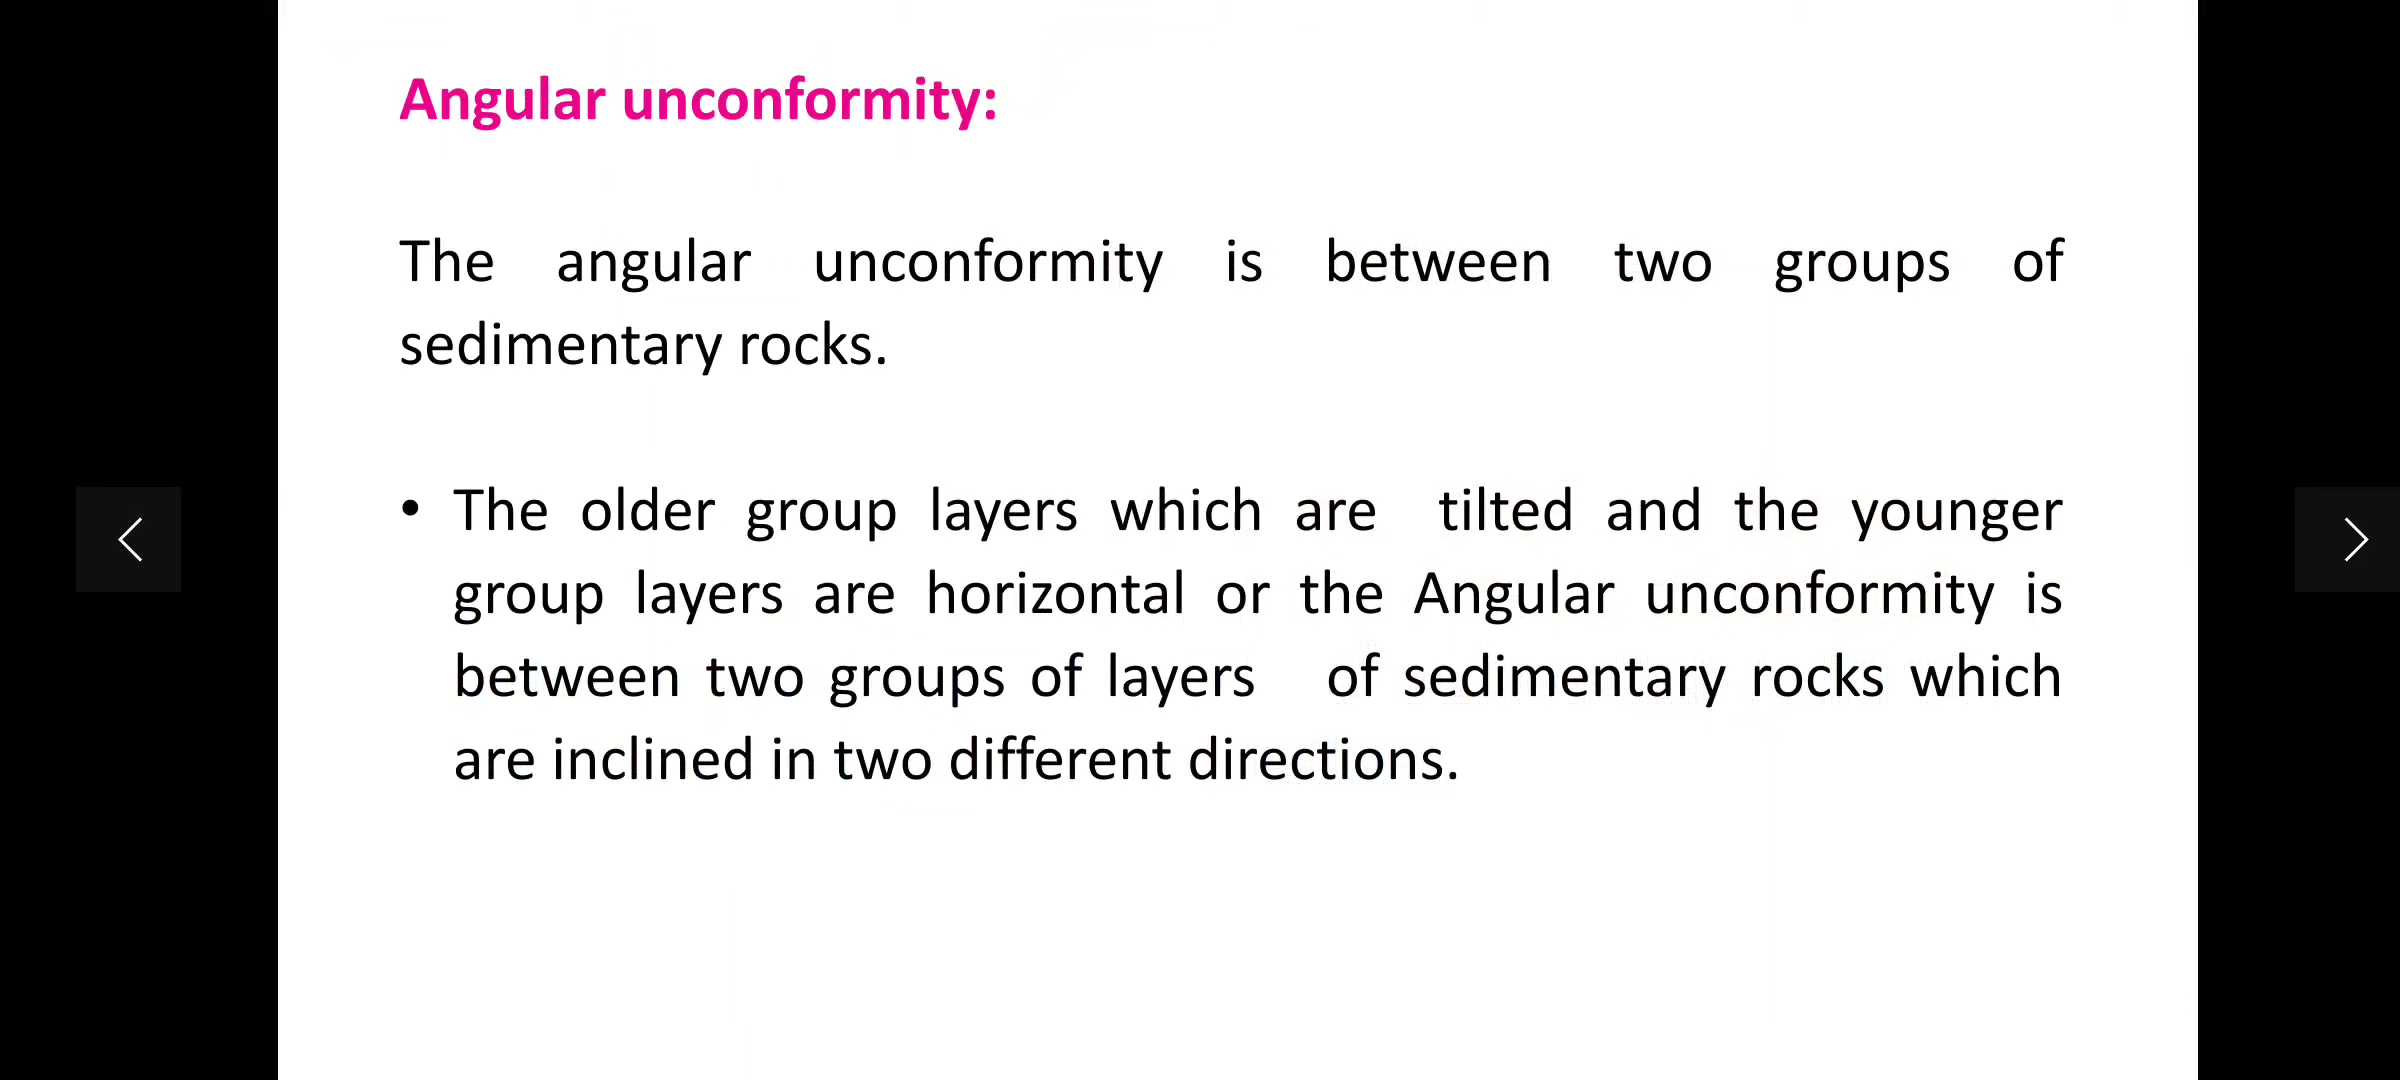 Angular unconformity:
The angular unconformity is between two groups of
sedimentary rocks.
• The older group layers which are tilted and the younger
group layers are horizontal or the Angular unconformity is
between two groups of layers of sedimentary rocks which
are inclined in two different directions.